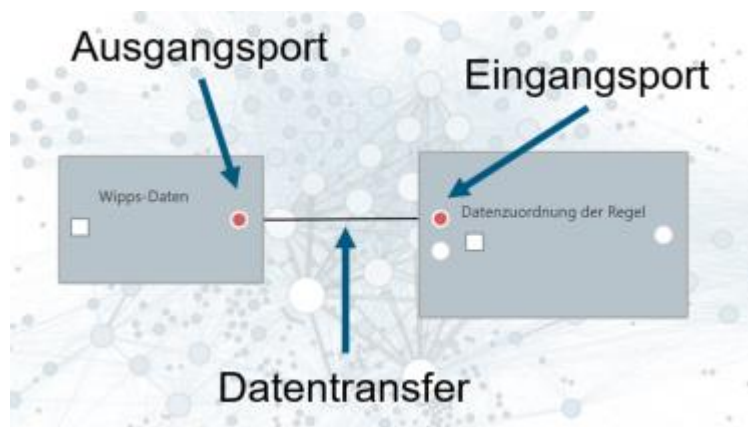 Ausgangsport
Eingangsport
Wipps-Daten
Datenzuordnung der Regel
Datentransfer